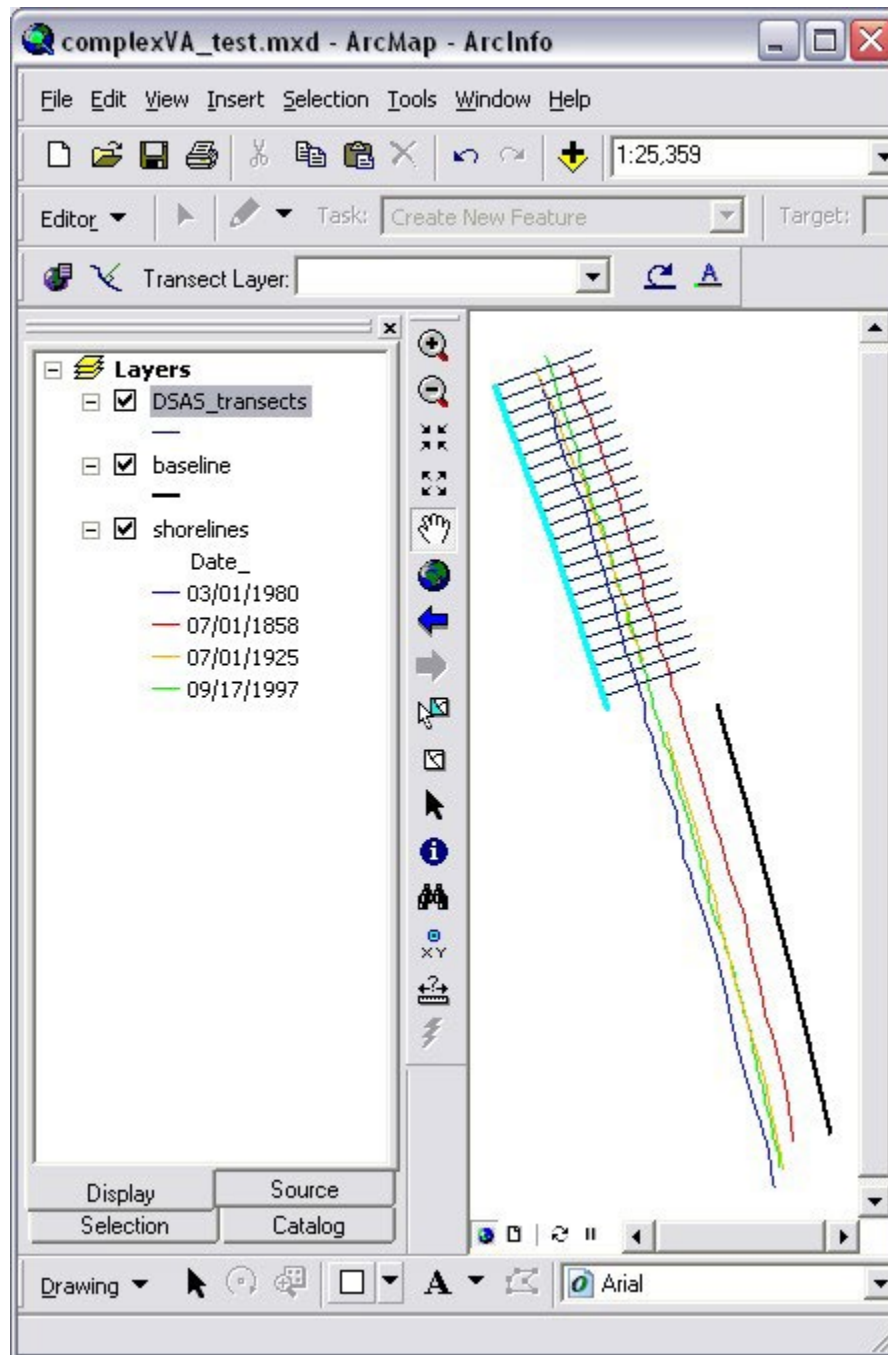 complexVA_test.mxd - ArcMap - ArcInfo
File Edit View Insert Selection Tools Window Help
1:25,359
Editor Task: Create New Feature Target:
Transect Layer:
Layers
DSAS_transects
baseline
shorelines
Date_
03/01/1980
07/01/1858
07/01/1925
09/17/1997
XY
Display Source
Selection Catalog
Drawing A Arial